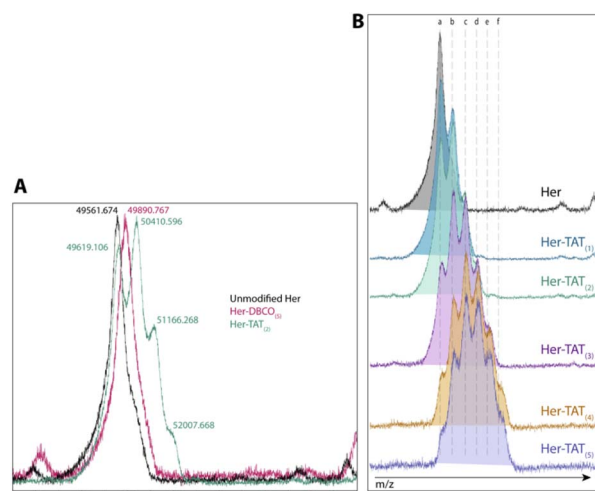 A
49561.674
49890.767
49619.106
50410.596
51166.268
52007.668
Unmodified Her
Her-DBCO(5)
Her-TAT(2)
B
a b c d e f
Her
Her-TAT(1)
Her-TAT(2)
Her-TAT(3)
Her-TAT(4)
Her-TAT(5)
m/z